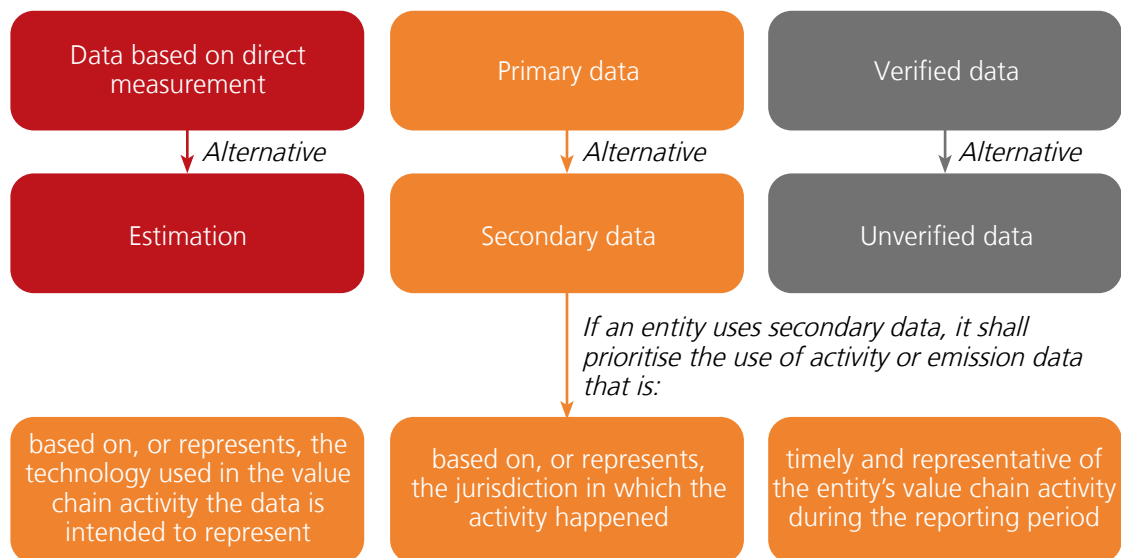 Data based on direct
measurement
Primary data
Verified data
Alternative
Alternative
Alternative
Estimation
Secondary data
Unverified data
If an entity uses secondary data, it shall
prioritise the use of activity or emission data
that is:
based on, or represents, the
technology used in the value
chain activity the data is
intended to represent
based on, or represents,
the jurisdiction in which the
activity happened
timely and representative of
the entity’s value chain activity
during the reporting period